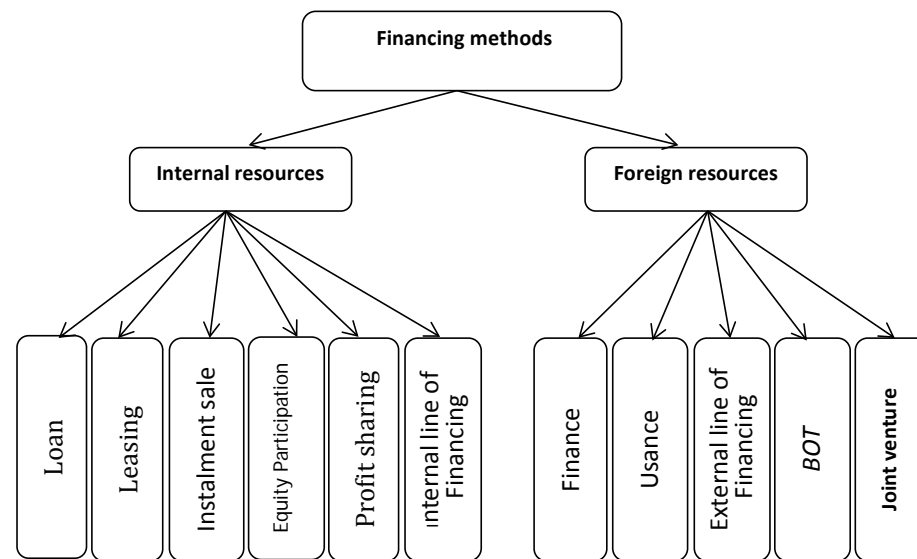 Financing methods
Internal resources
Foreign resources
Loan
Leasing
Instalment sale
Equity Participation
Profit sharing
Internal line of
Financing
Finance
Usance
External line of
Financing
BOT
Joint venture